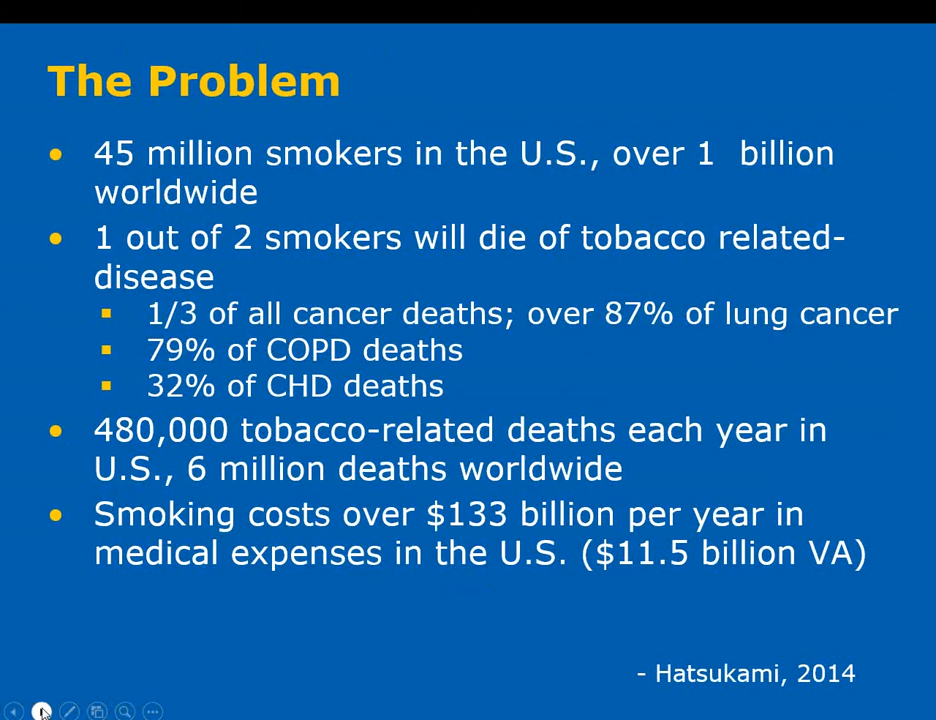 The Problem
• 45 million smokers in the U.S., over 1 billion
worldwide
• 1 out of 2 smokers will die of tobacco related-
disease
▪ 1/3 of all cancer deaths; over 87% of lung cancer
▪ 79% of COPD deaths
▪ 32% of CHD deaths
• 480,000 tobacco-related deaths each year in
U.S., 6 million deaths worldwide
• Smoking costs over $133 billion per year in
medical expenses in the U.S. ($11.5 billion VA)
- Hatsukami, 2014